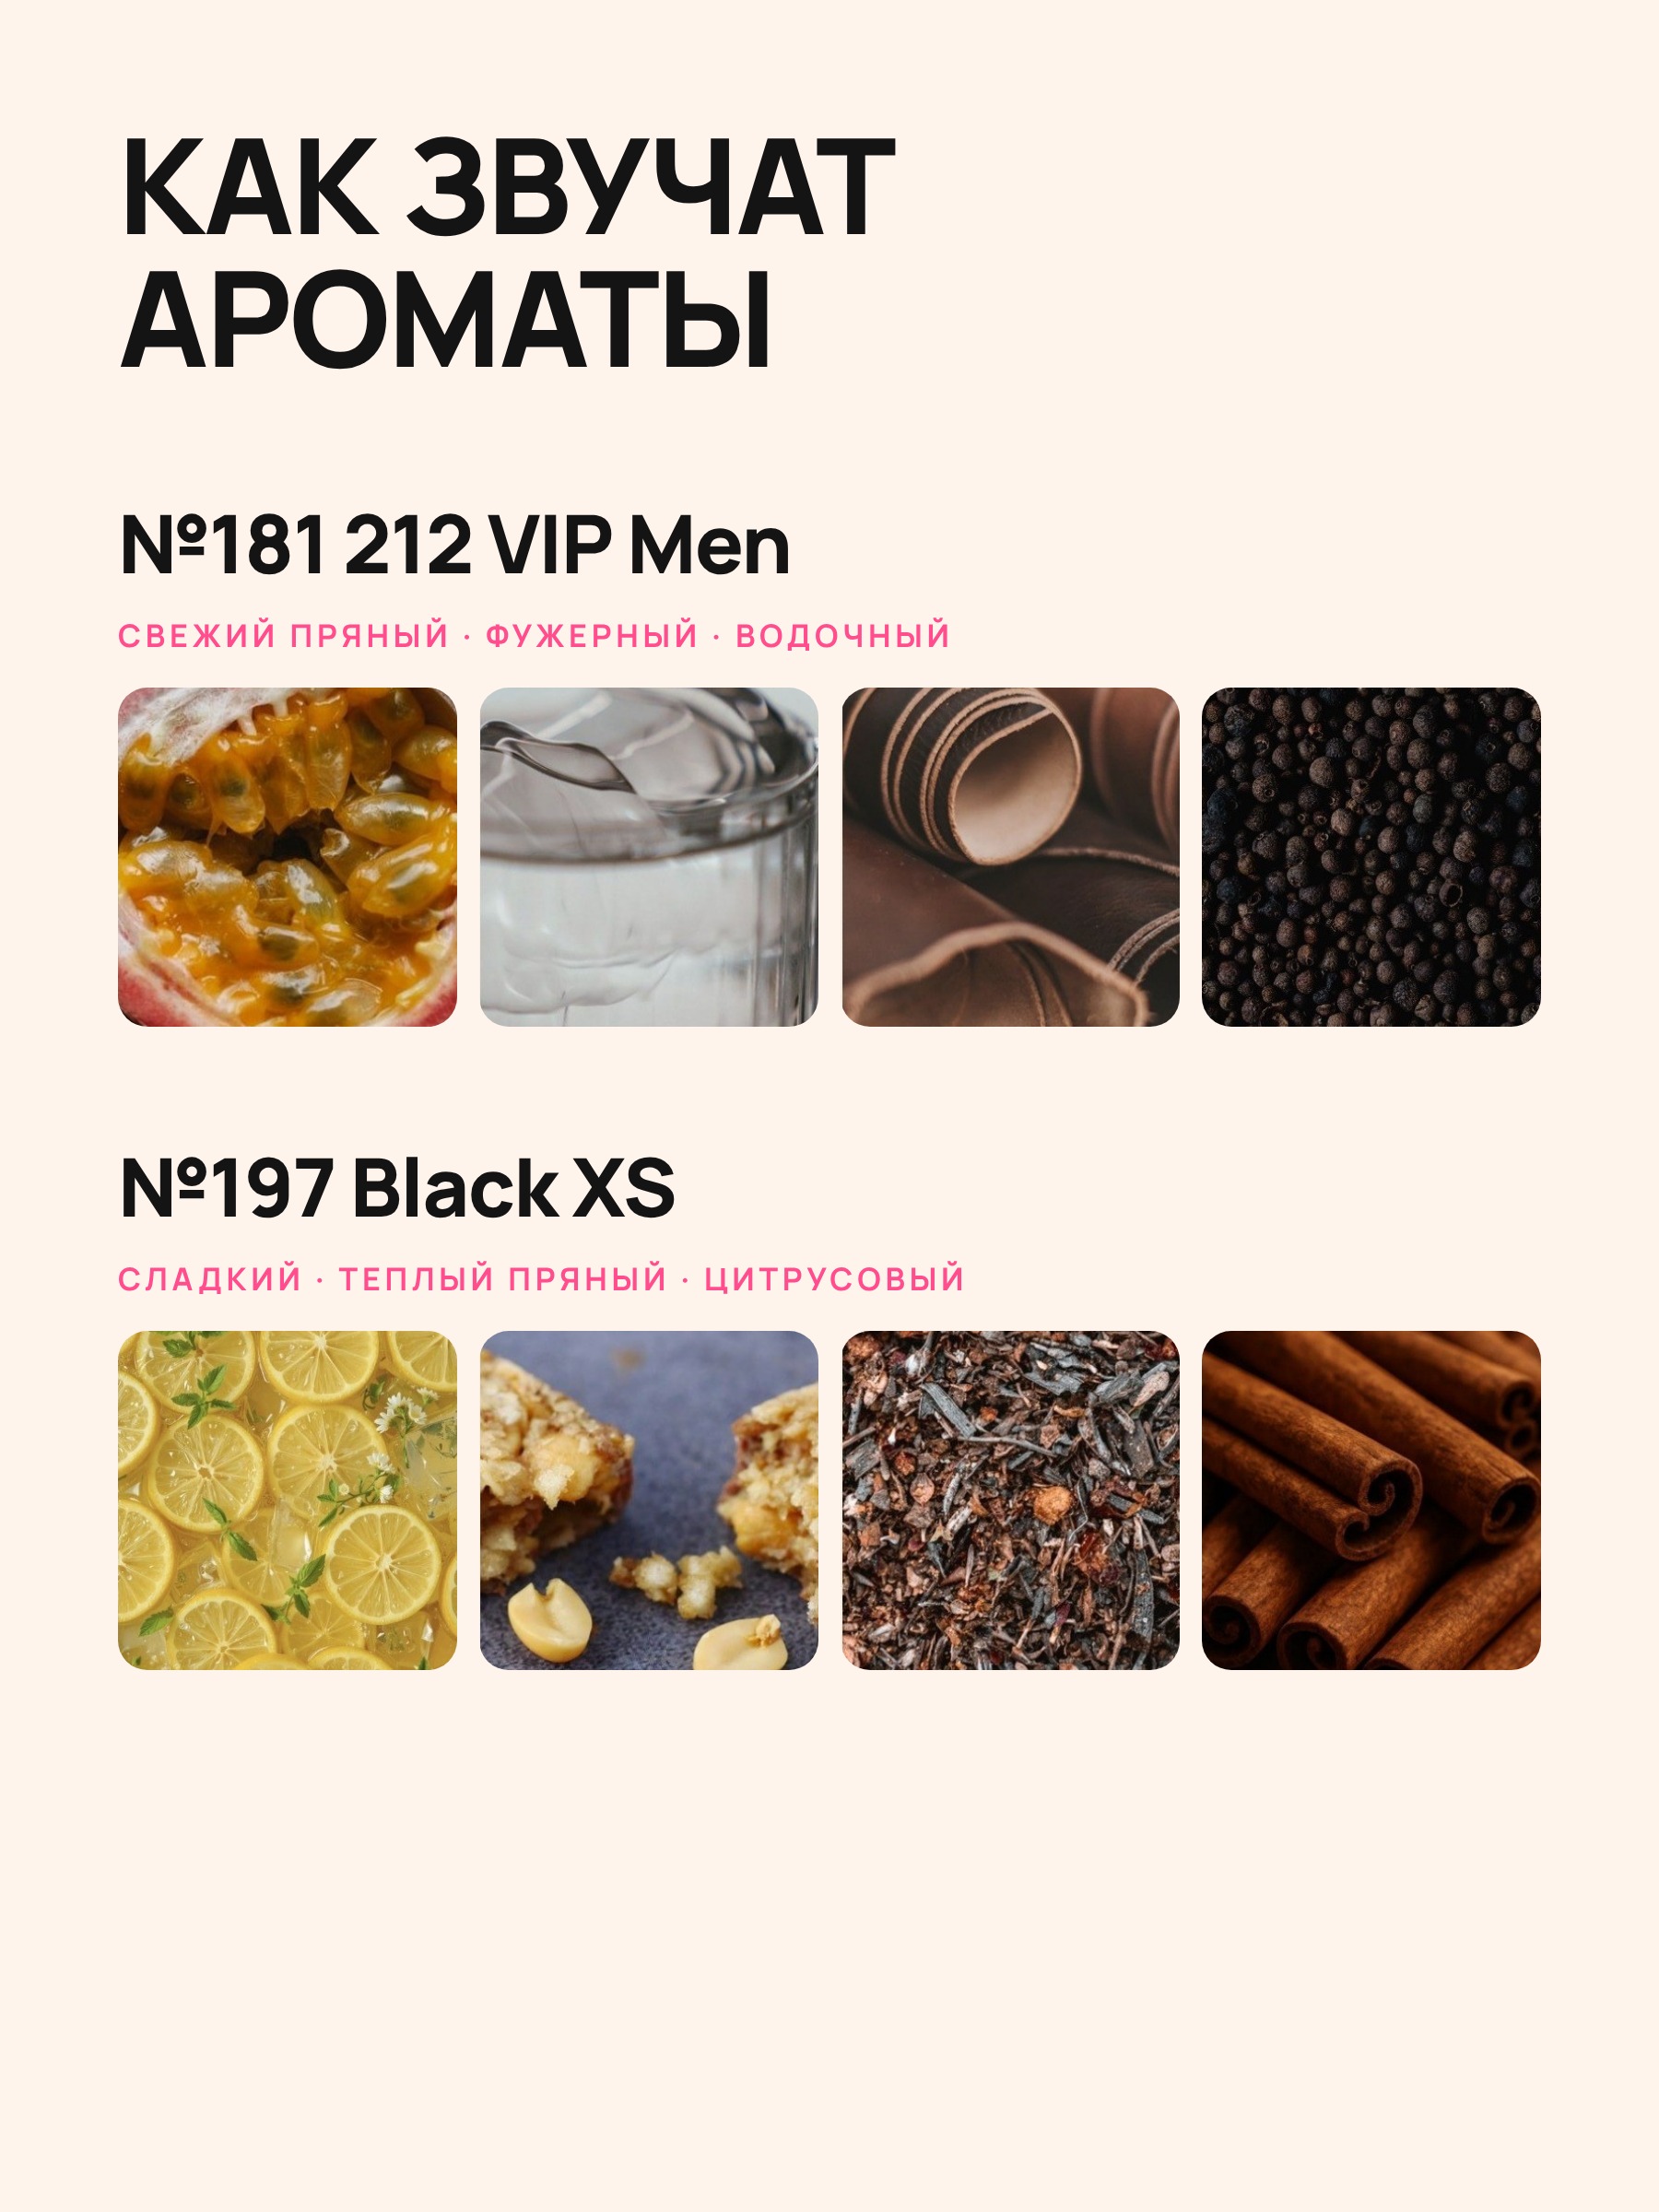 КАК ЗВУЧАТ
АРОМАТЫ
№181 212 VIP Men
СВЕЖИЙ ПРЯНЫЙ · ФУЖЕРНЫЙ · ВОДОЧНЫЙ
№197 Black XS
СЛАДКИЙ · ТЕПЛЫЙ ПРЯНЫЙ · ЦИТРУСОВЫЙ